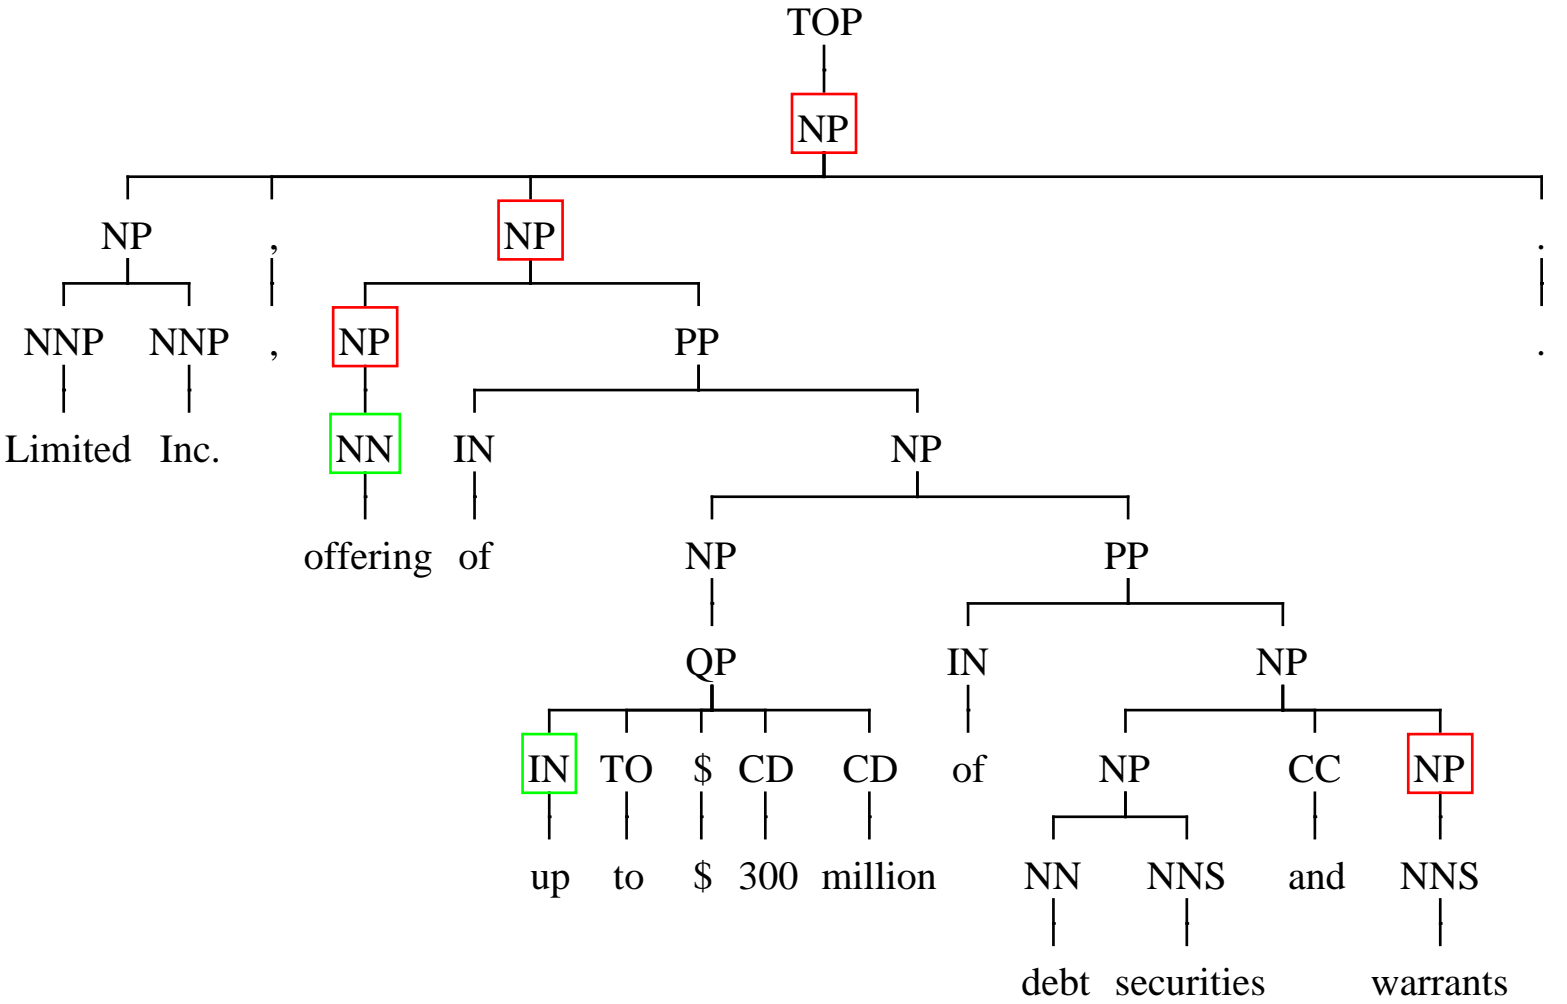 TOP
NP
NP , NP .
NNP NNP , NP PP .
Limited Inc. NN IN NP
offering of NP PP
QP IN NP
IN TO $ CD CD of NP CC NP
up to $ 300 million NN NNS and NNS
debt securities warrants